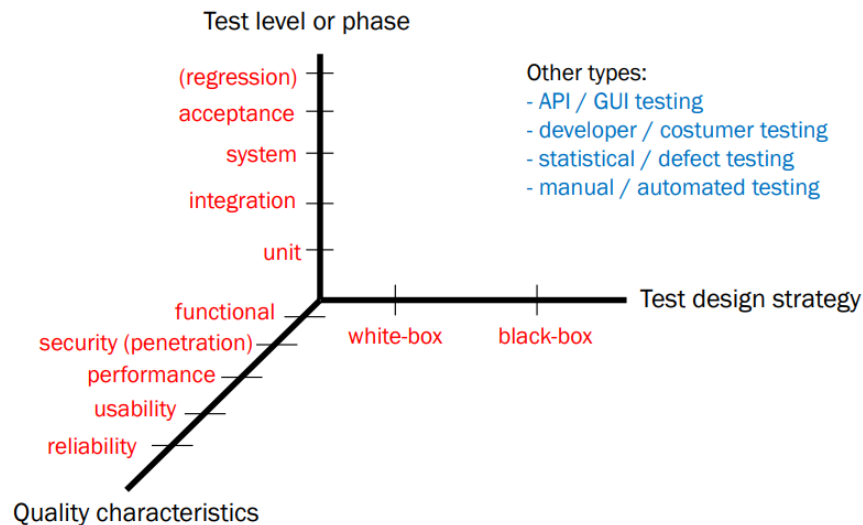 Test level or phase
(regression)
acceptance
system
integration
unit
Other types:
- API / GUI testing
- developer / costumer testing
- statistical / defect testing
- manual / automated testing
Test design strategy
white-box
black-box
functional
security (penetration)
performance
usability
reliability
Quality characteristics